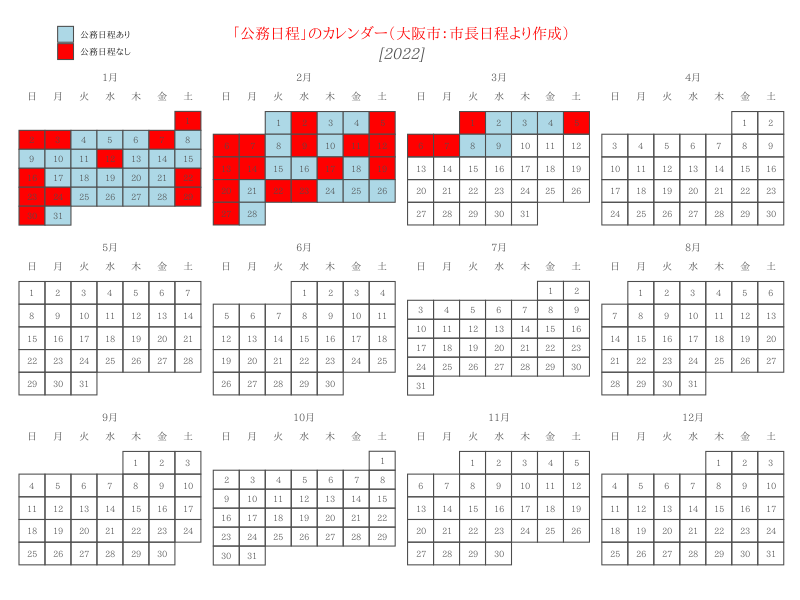 公務日程あり
公務日程なし
「公務日程」のカレンダー(大阪市：市長日程より作成)
[2022]
1月
日 月 火 水 木 金 土
1
2 3 4 5 6 7 8
9 10 11 12 13 14 15
16 17 18 19 20 21 22
23 24 25 26 27 28 29
30 31
2月
日 月 火 水 木 金 土
1 2 3 4 5
6 7 8 9 10 11 12
13 14 15 16 17 18 19
20 21 22 23 24 25 26
27 28
3月
日 月 火 水 木 金 土
1 2 3 4 5
6 7 8 9 10 11 12
13 14 15 16 17 18 19
20 21 22 23 24 25 26
27 28 29 30 31
4月
日 月 火 水 木 金 土
1 2
3 4 5 6 7 8 9
10 11 12 13 14 15 16
17 18 19 20 21 22 23
24 25 26 27 28 29 30
5月
日 月 火 水 木 金 土
1 2 3 4 5 6 7
8 9 10 11 12 13 14
15 16 17 18 19 20 21
22 23 24 25 26 27 28
29 30 31
6月
日 月 火 水 木 金 土
1 2 3 4
5 6 7 8 9 10 11
12 13 14 15 16 17 18
19 20 21 22 23 24 25
26 27 28 29 30
7月
日 月 火 水 木 金 土
1 2
3 4 5 6 7 8 9
10 11 12 13 14 15 16
17 18 19 20 21 22 23
24 25 26 27 28 29 30
31
8月
日 月 火 水 木 金 土
1 2 3 4 5 6
7 8 9 10 11 12 13
14 15 16 17 18 19 20
21 22 23 24 25 26 27
28 29 30 31
9月
日 月 火 水 木 金 土
1 2 3
4 5 6 7 8 9 10
11 12 13 14 15 16 17
18 19 20 21 22 23 24
25 26 27 28 29 30
10月
日 月 火 水 木 金 土
1
2 3 4 5 6 7 8
9 10 11 12 13 14 15
16 17 18 19 20 21 22
23 24 25 26 27 28 29
30 31
11月
日 月 火 水 木 金 土
1 2 3 4 5
6 7 8 9 10 11 12
13 14 15 16 17 18 19
20 21 22 23 24 25 26
27 28 29 30
12月
日 月 火 水 木 金 土
1 2 3
4 5 6 7 8 9 10
11 12 13 14 15 16 17
18 19 20 21 22 23 24
25 26 27 28 29 30 31